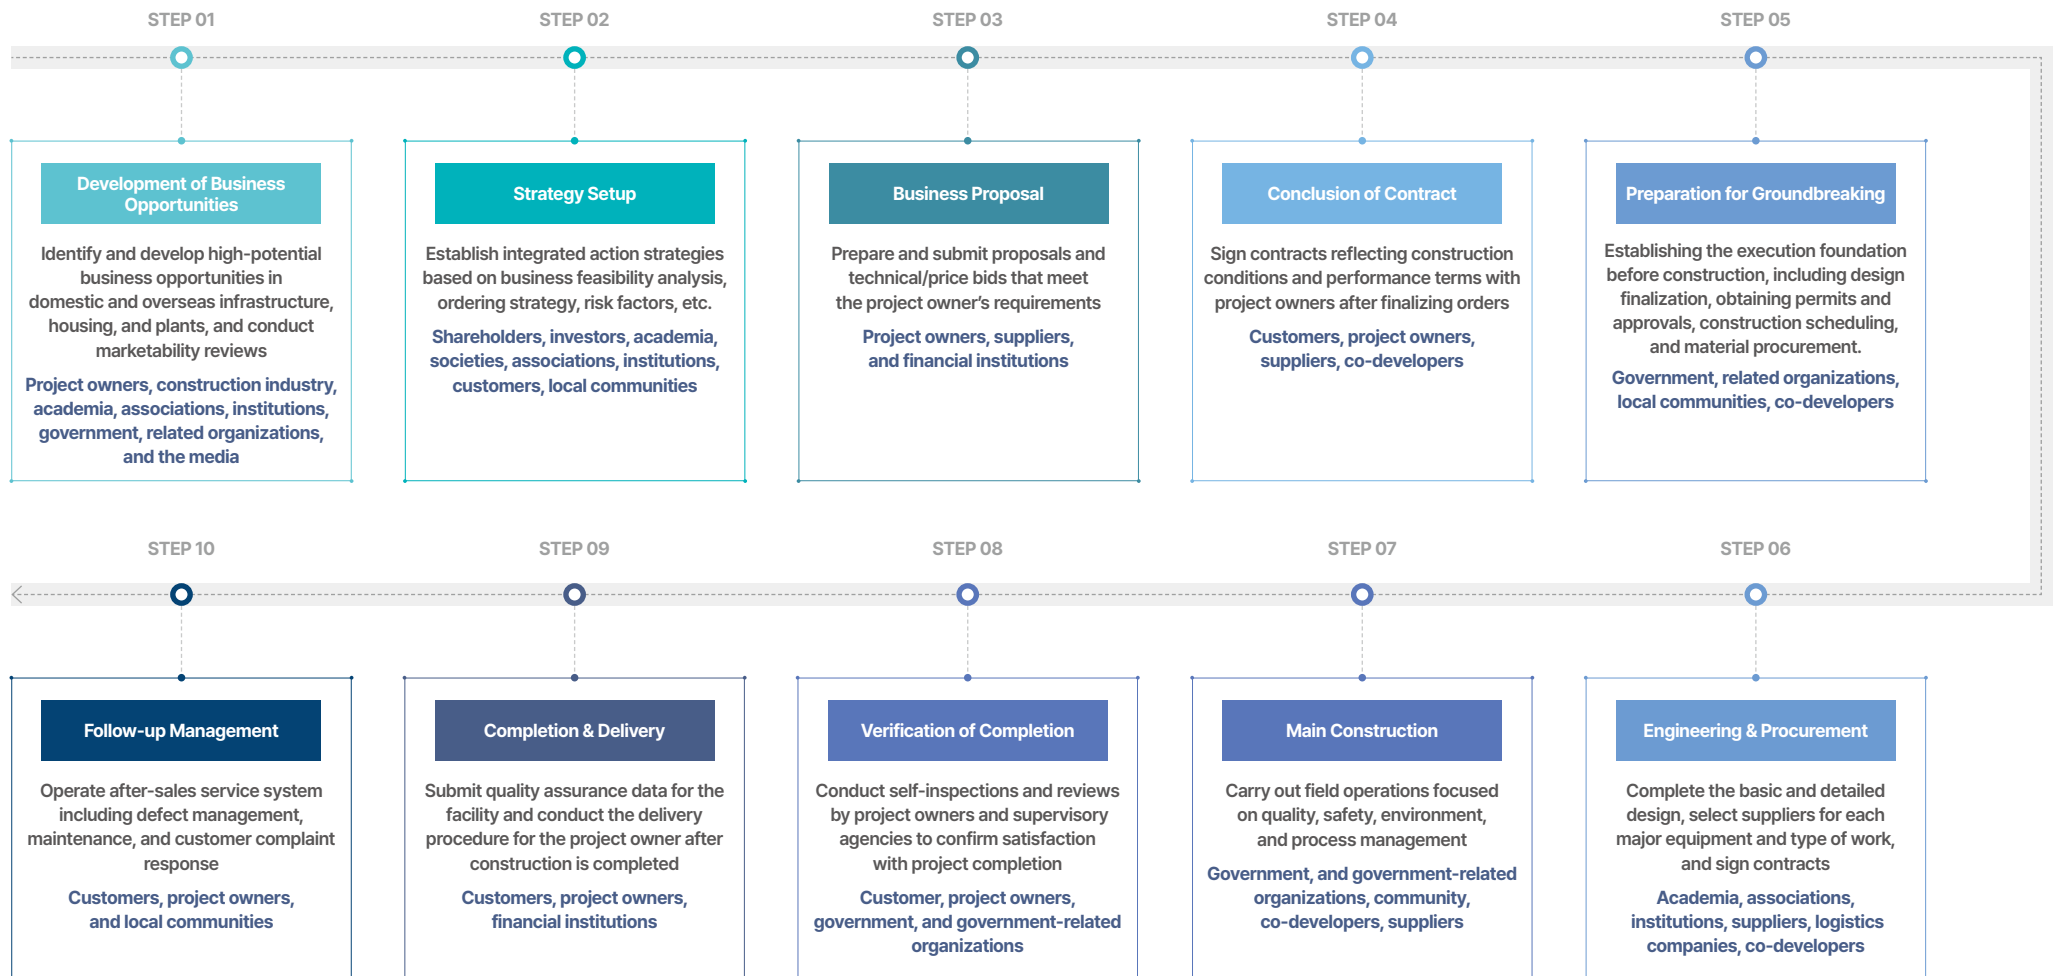 STEP 01
Development of Business
Opportunities
Identify and develop high-potential
business opportunities in
domestic and overseas infrastructure,
housing, and plants, and conduct
marketability reviews
Project owners, construction industry,
academia, associations, institutions,
government, related organizations,
and the media
STEP 02
Strategy Setup
Establish integrated action strategies
based on business feasibility analysis,
ordering strategy, risk factors, etc.
Shareholders, investors, academia,
societies, associations, institutions,
customers, local communities
STEP 03
Business Proposal
Prepare and submit proposals and
technical/price bids that meet
the project owner's requirements
Project owners, suppliers,
and financial institutions
STEP 04
Conclusion of Contract
Sign contracts reflecting construction
conditions and performance terms with
project owners after finalizing orders
Customers, project owners,
suppliers, co-developers
STEP 05
Preparation for Groundbreaking
Establishing the execution foundation
before construction, including design
finalization, obtaining permits and
approvals, construction scheduling,
and material procurement.
Government, related organizations,
local communities, co-developers
STEP 06
Engineering & Procurement
Complete the basic and detailed
design, select suppliers for each
major equipment and type of work,
and sign contracts
Academia, associations,
institutions, suppliers, logistics
companies, co-developers
STEP 07
Main Construction
Carry out field operations focused
on quality, safety, environment,
and process management
Government, and government-related
organizations, community,
co-developers, suppliers
STEP 08
Verification of Completion
Conduct self-inspections and reviews
by project owners and supervisory
agencies to confirm satisfaction
with project completion
Customer, project owners,
government, and government-related
organizations
STEP 09
Completion & Delivery
Submit quality assurance data for the
facility and conduct the delivery
procedure for the project owner after
construction is completed
Customers, project owners,
financial institutions
STEP 10
Follow-up Management
Operate after-sales service system
including defect management,
maintenance, and customer complaint
response
Customers, project owners,
and local communities